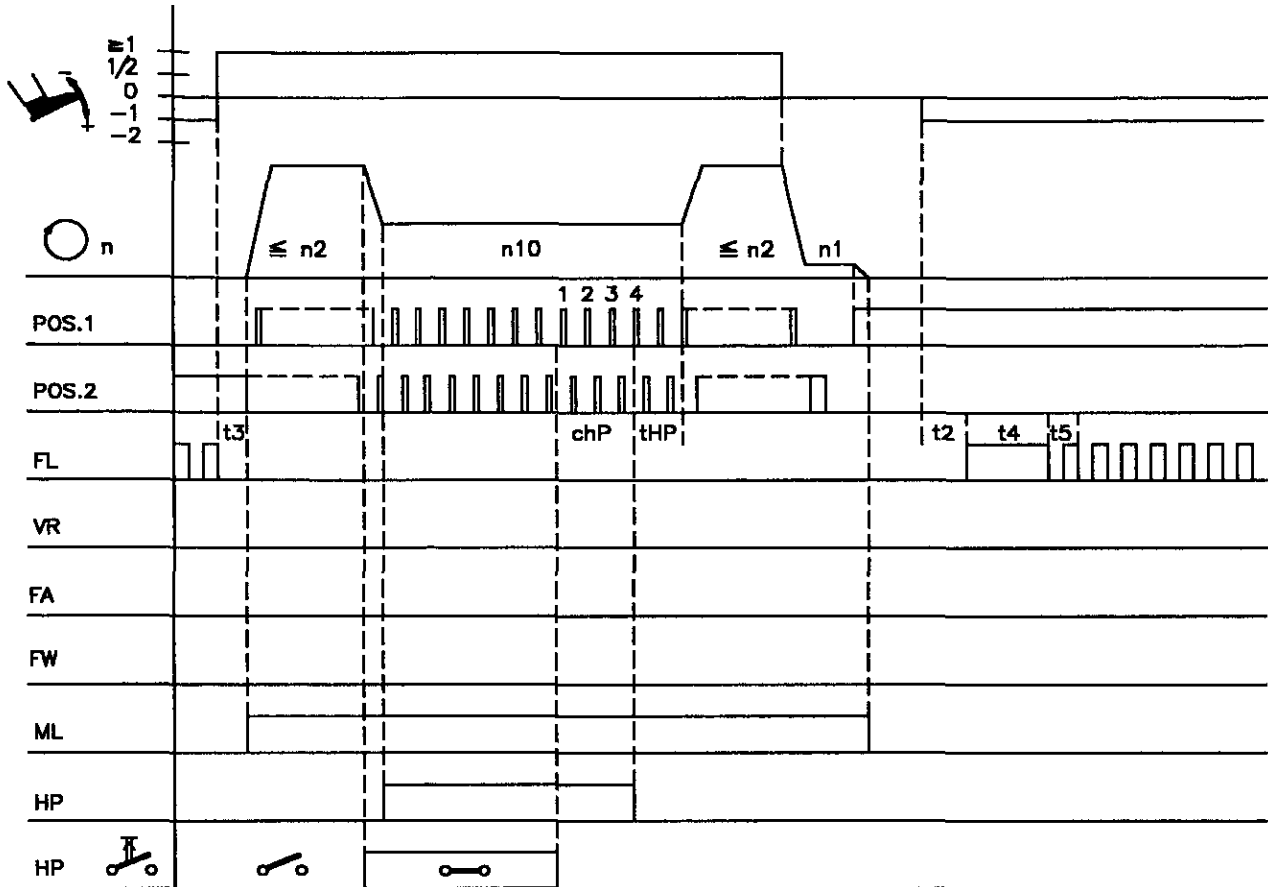 ≧1
1/2
0
-1
-2
- +
n
≦ n2 n10 ≦ n2 n1
1 2 3 4
POS.1
POS.2
t3 chP tHP t2 t4 t5
FL
VR
FA
FW
ML
HP
HP